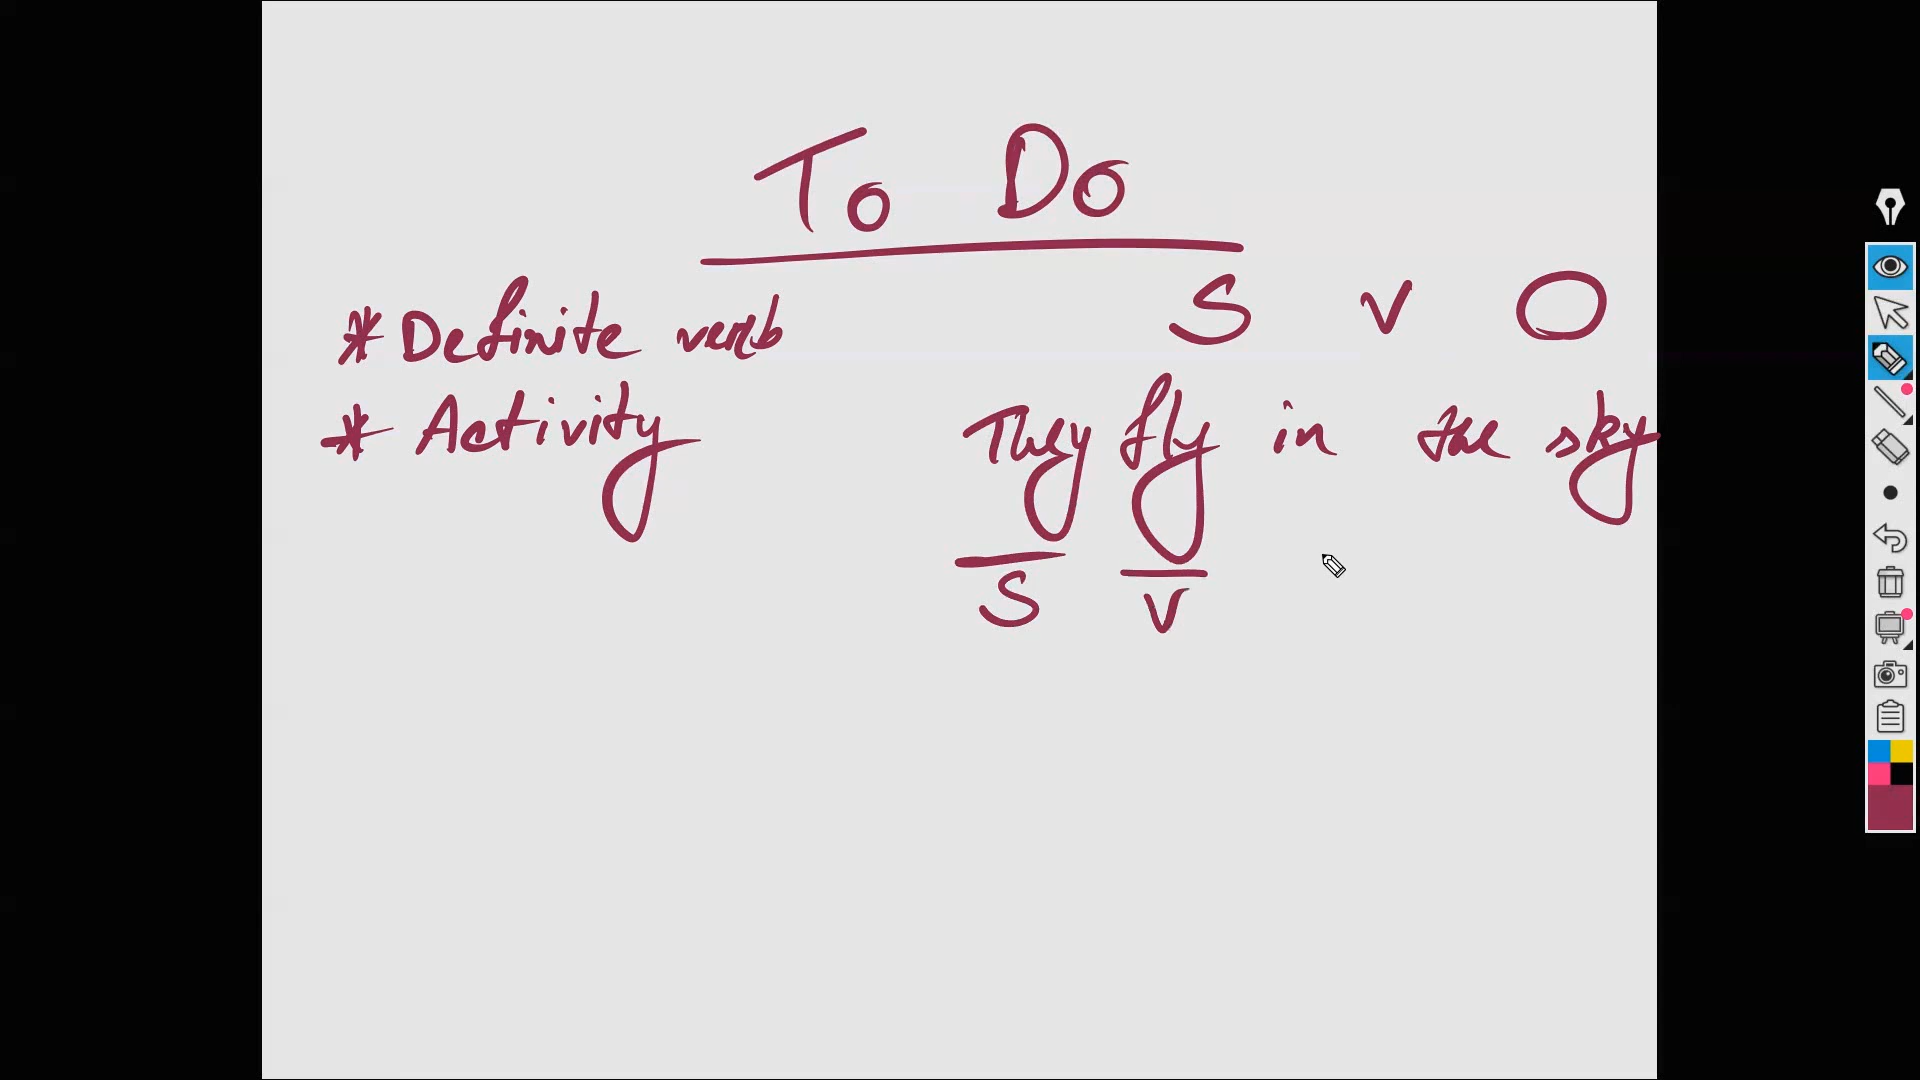 To Do
* Definite verb
* Activity
S V O
They fly in the sky
S V